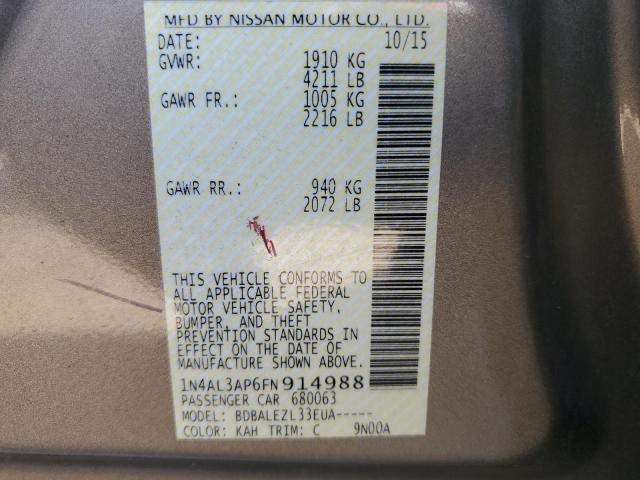 MFD BY NISSAN MOTOR CO., LTD.
DATE: 10/15
GVWR: 1910 KG
4211 LB
GAWR FR.: 1005 KG
2216 LB
GAWR RR.: 940 KG
2072 LB
THIS VEHICLE CONFORMS TO
ALL APPLICABLE FEDERAL
MOTOR VEHICLE SAFETY,
BUMPER, AND THEFT
PREVENTION STANDARDS IN
EFFECT ON THE DATE OF
MANUFACTURE SHOWN ABOVE.
1N4AL3AP6FN914988
PASSENGER CAR 680063
MODEL: BDBALEZL33EUA-----
COLOR: KAH TRIM: C 9N00A